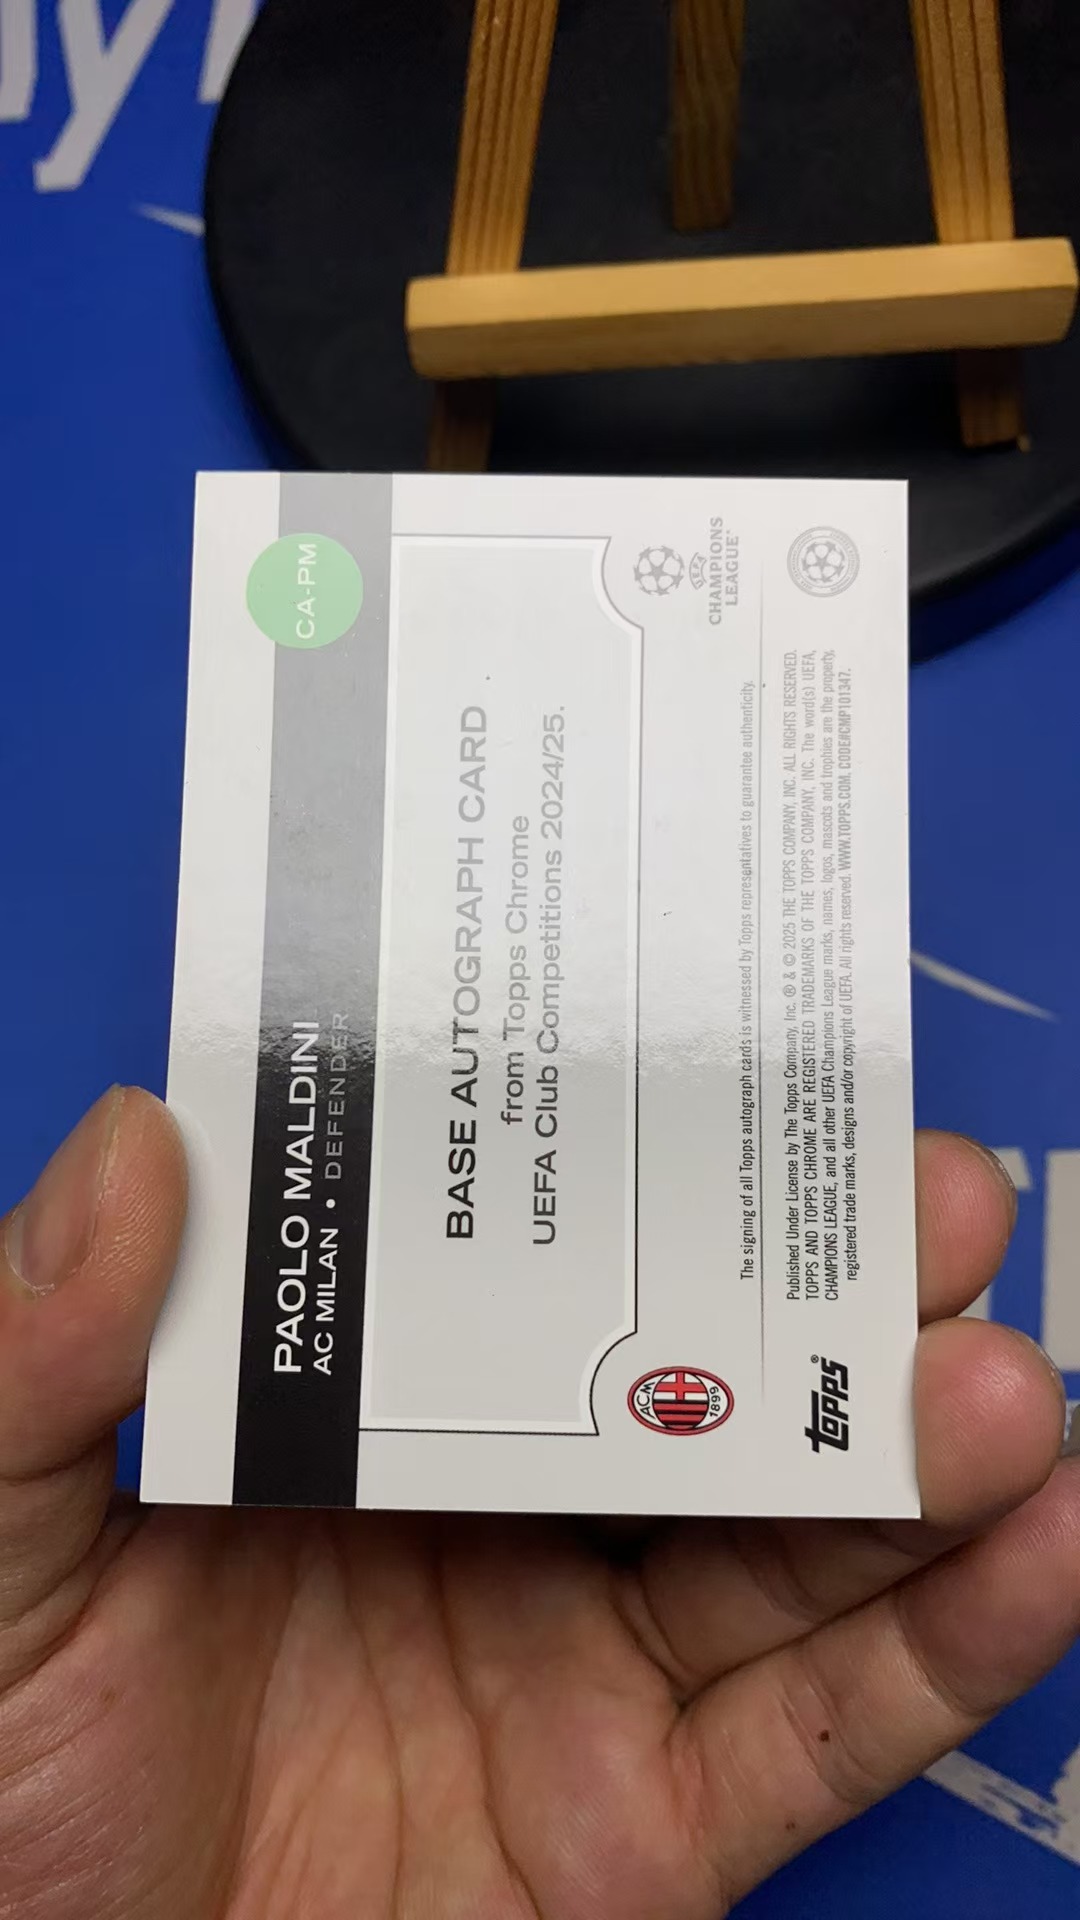 CA-PM
PAOLO MALDINI
AC MILAN • DEFENDER
BASE AUTOGRAPH CARD
from Topps Chrome
UEFA Club Competitions 2024/25.
ACM
1899
UEFA
CHAMPIONS
LEAGUE®
The signing of all Topps autograph cards is witnessed by Topps representatives to guarantee authenticity.
Published Under License by The Topps Company, Inc. ® & © 2025 THE TOPPS COMPANY, INC. ALL RIGHTS RESERVED.
TOPPS AND TOPPS CHROME ARE REGISTERED TRADEMARKS OF THE TOPPS COMPANY, INC. The word(s) UEFA,
CHAMPIONS LEAGUE, and all other UEFA Champions League marks, names, logos, mascots and trophies are the property,
registered trade marks, designs and/or copyright of UEFA. All rights reserved. WWW.TOPPS.COM. CODE#CMP101347.
topps®